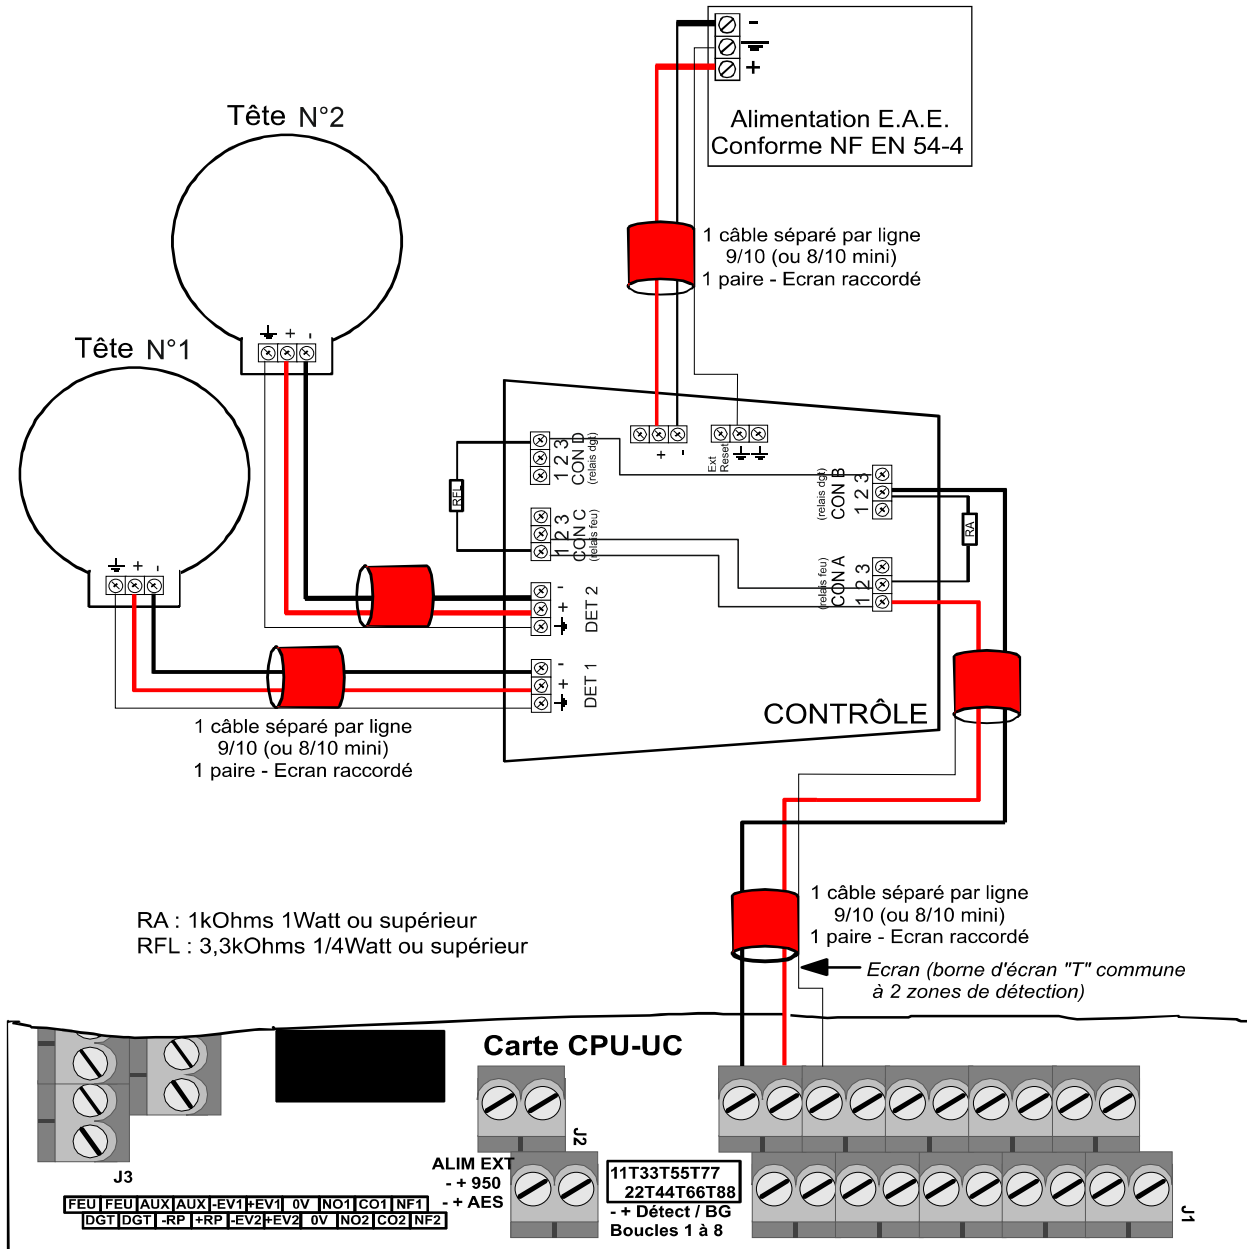 -
+
Alimentation E.A.E.
Conforme NF EN 54-4
Tête N°2
+ -
Tête N°1
+ -
1 câble séparé par ligne
9/10 (ou 8/10 mini)
1 paire - Ecran raccordé
+ -
Ext
Reset
1 2 3
CON D
(relais dgt)
RFL
1 2 3
CON C
(relais feu)
(relais dgt)
CON B
1 2 3
RA
(relais feu)
CON A
1 2 3
- +
DET 2
- +
DET 1
CONTRÔLE
1 câble séparé par ligne
9/10 (ou 8/10 mini)
1 paire - Ecran raccordé
RA : 1kOhms 1Watt ou supérieur
RFL : 3,3kOhms 1/4Watt ou supérieur
1 câble séparé par ligne
9/10 (ou 8/10 mini)
1 paire - Ecran raccordé
Ecran (borne d'écran "T" commune
à 2 zones de détection)
Carte CPU-UC
J2
J3
ALIM EXT
- + 950
- + AES
11T33T55T77
22T44T66T88
- + Détect / BG
Boucles 1 à 8
J1
FEU FEU AUX AUX -EV1 +EV1 0V NO1 CO1 NF1
DGT DGT -RP +RP -EV2 +EV2 0V NO2 CO2 NF2